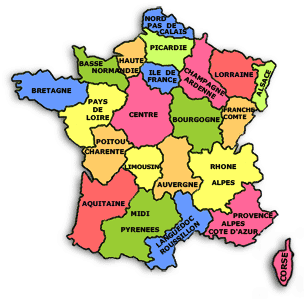 NORD
PAS DE
CALAIS
PICARDIE
HAUTE
BASSE
NORMANDIE
ILE DE
FRANCE
CHAMPAGNE
ARDENNE
LORRAINE
ALSACE
BRETAGNE
PAYS
DE
LOIRE
CENTRE
BOURGOGNE
FRANCHE
COMTE
POITOU
CHARENTE
LIMOUSIN
AUVERGNE
RHONE
ALPES
AQUITAINE
MIDI
PYRENEES
LANGUEDOC
ROUSSILLON
PROVENCE
ALPES
COTE D'AZUR
CORSE